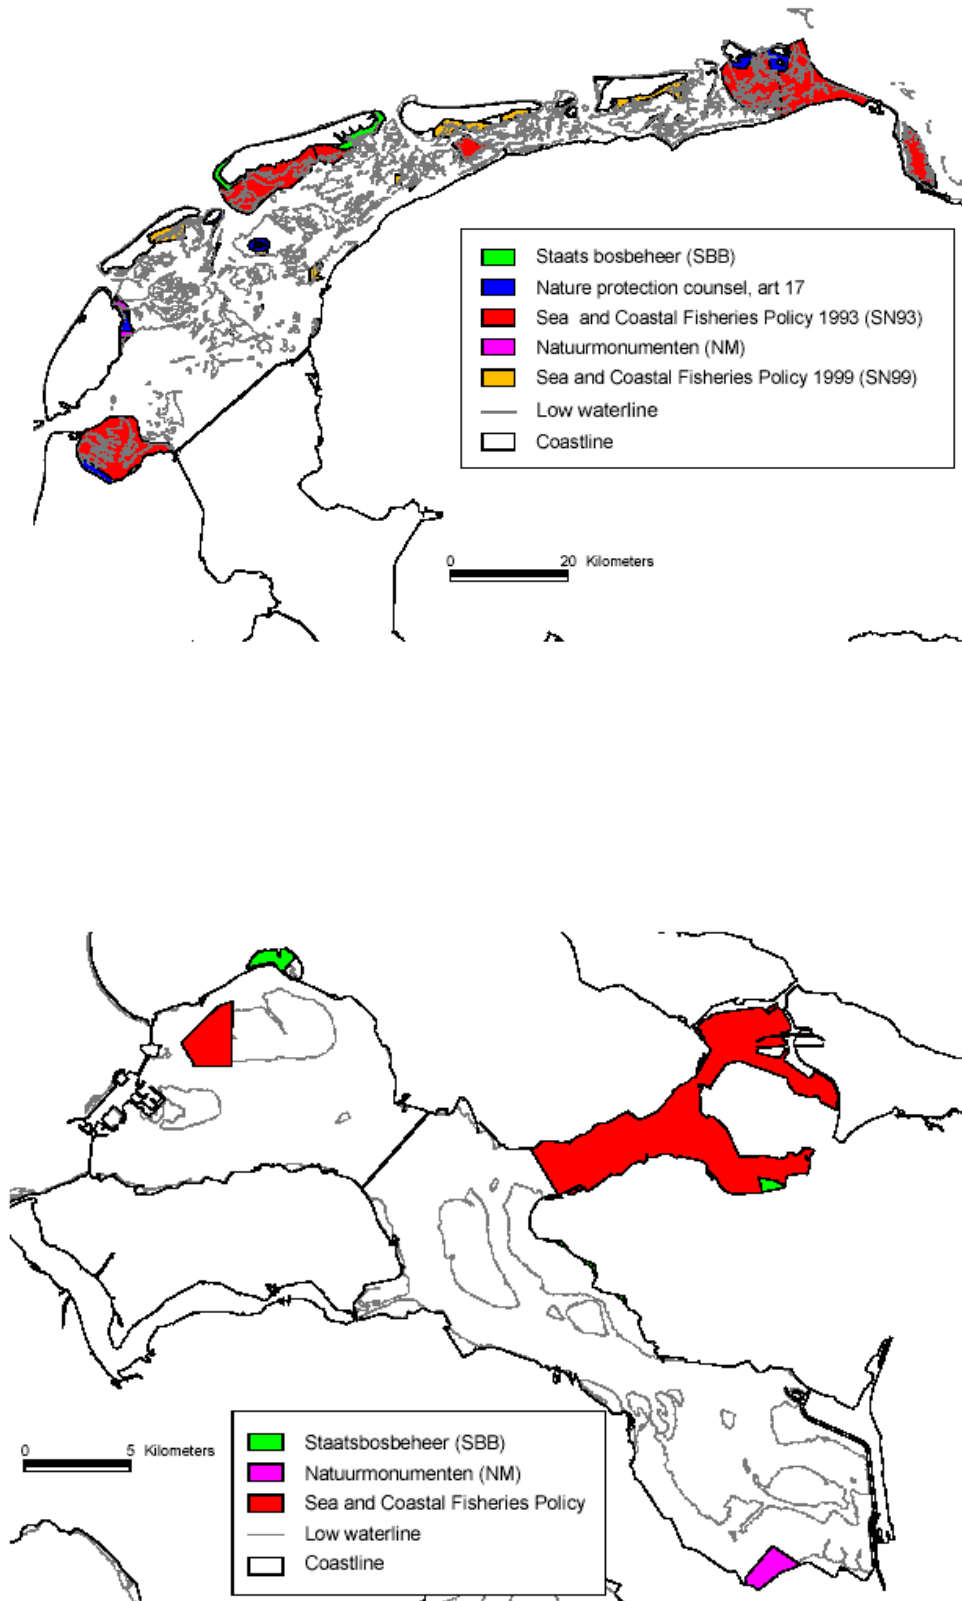 Staats bosbeheer (SBB)
Nature protection counsel, art 17
Sea and Coastal Fisheries Policy 1993 (SN93)
Natuurmonumenten (NM)
Sea and Coastal Fisheries Policy 1999 (SN99)
Low waterline
Coastline
0 20 Kilometers
0 5 Kilometers
Staatsbosbeheer (SBB)
Natuurmonumenten (NM)
Sea and Coastal Fisheries Policy
Low waterline
Coastline